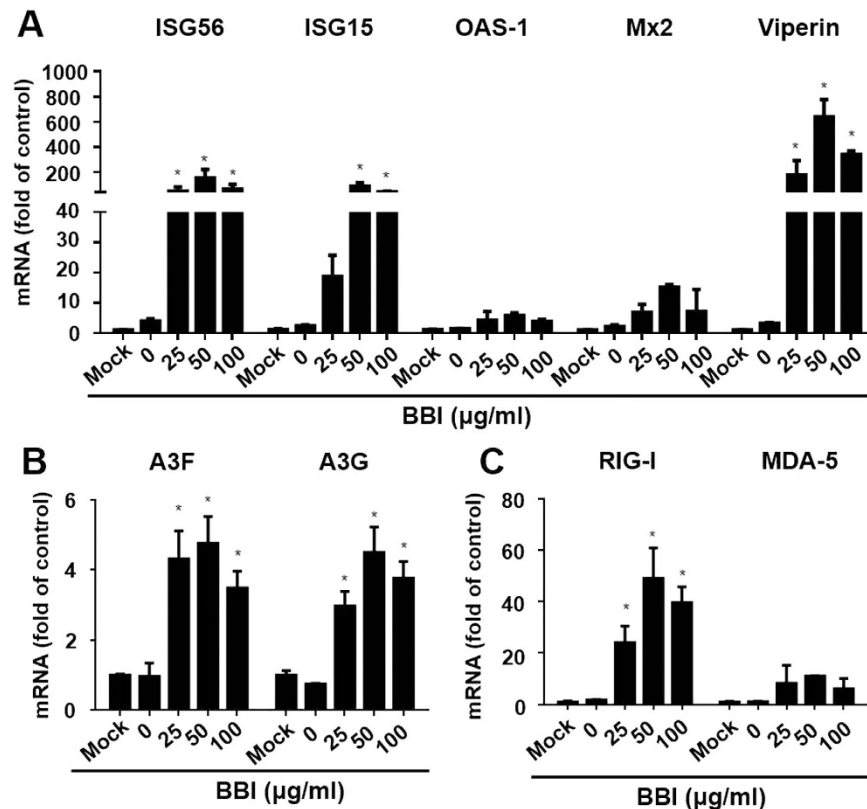 A
ISG56 ISG15 OAS-1 Mx2 Viperin
mRNA (fold of control)
1000
800
600
400
200
40
30
20
10
0
* * * * * * * *
Mock 0 25 50 100 Mock 0 25 50 100 Mock 0 25 50 100 Mock 0 25 50 100 Mock 0 25 50 100
BBI (µg/ml)
B
A3F A3G
mRNA (fold of control)
6
4
2
0
* * * * * *
Mock 0 25 50 100 Mock 0 25 50 100
BBI (µg/ml)
C
RIG-I MDA-5
mRNA (fold of control)
80
60
40
20
0
* * *
Mock 0 25 50 100 Mock 0 25 50 100
BBI (µg/ml)